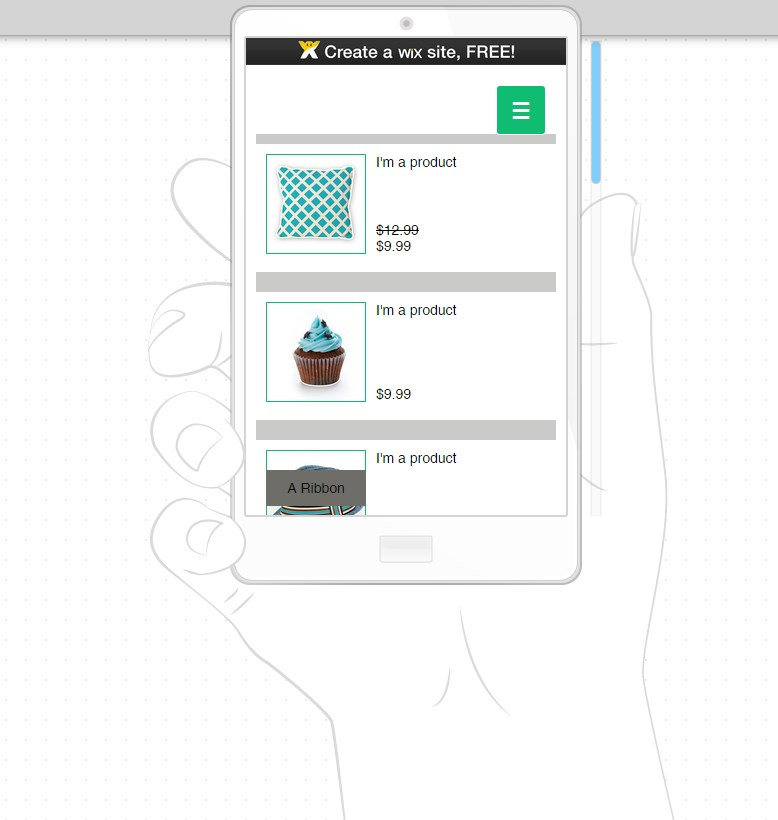 Create a wix site, FREE!
I'm a product
$12.99
$9.99
I'm a product
$9.99
I'm a product
A Ribbon